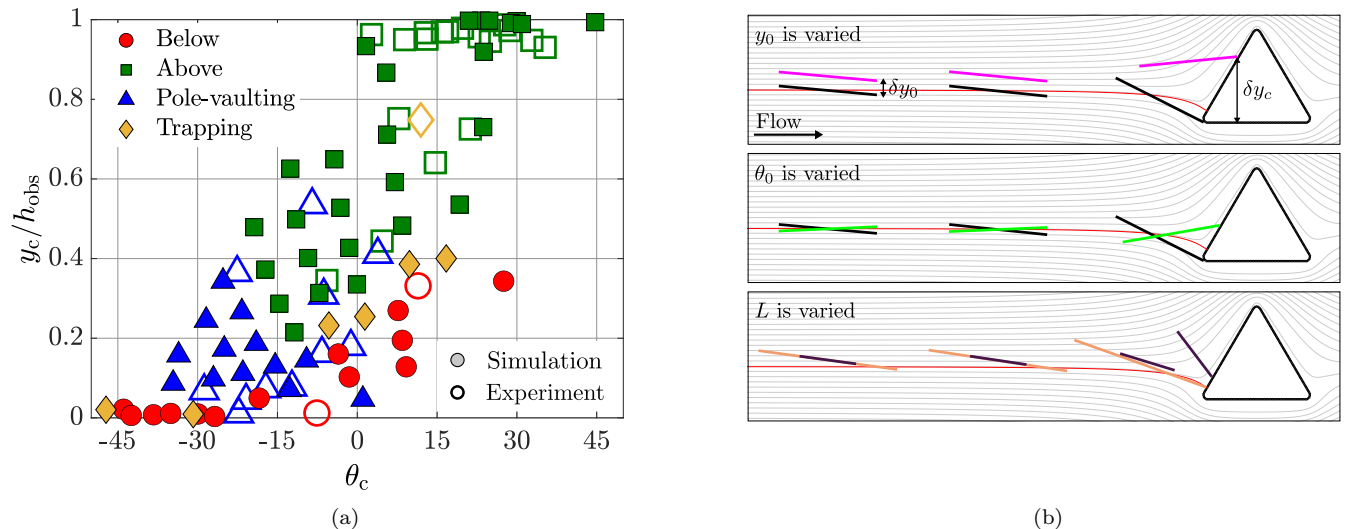 Below
Above
Pole-vaulting
Trapping
Simulation
Experiment
1
0.8
0.6
0.4
0.2
0
-45 -30 -15 0 15 30 45
y_c/h_obs
θ_c
(a)
y_0 is varied
δy_0
δy_c
Flow
θ_0 is varied
L is varied
(b)